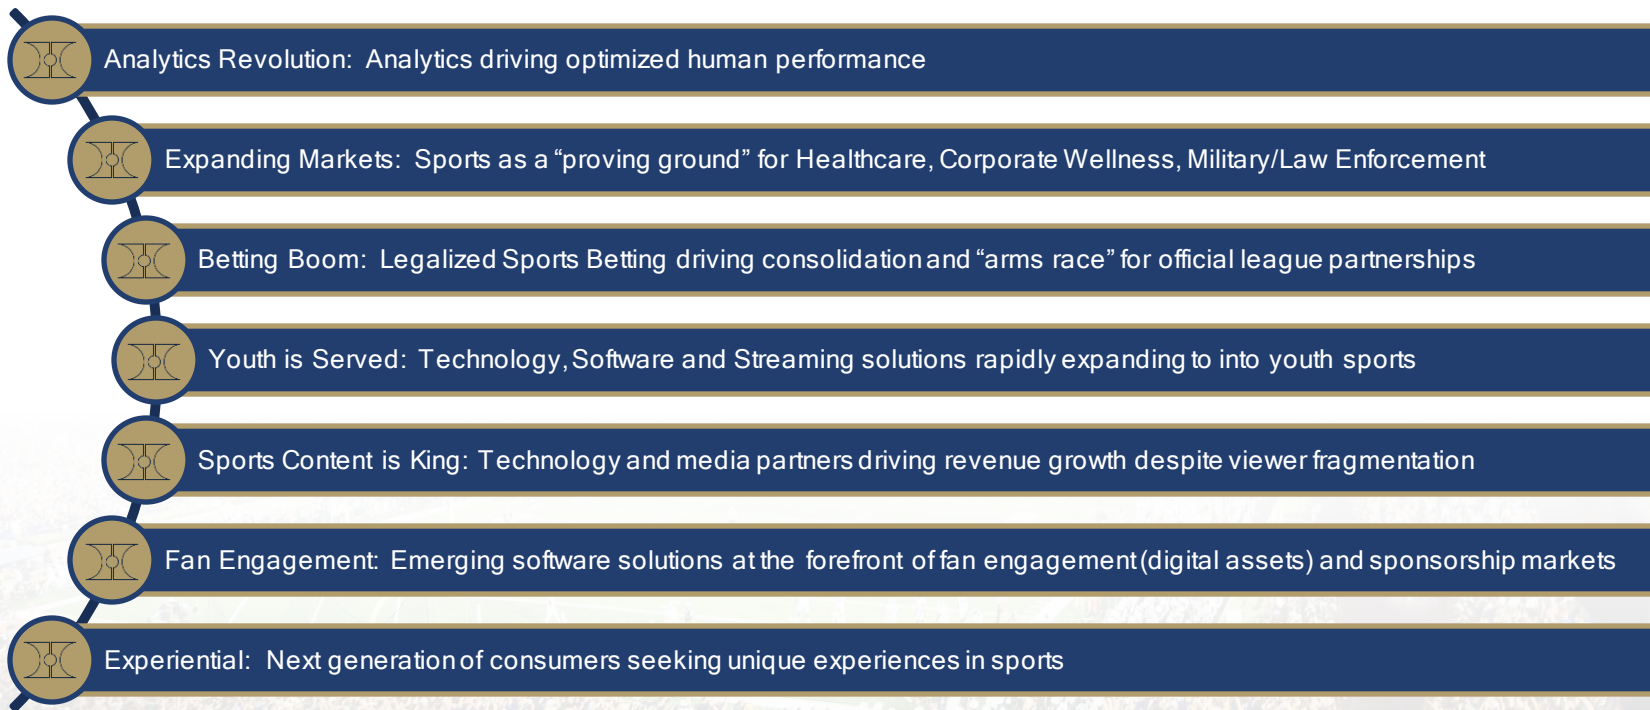 Analytics Revolution: Analytics driving optimized human performance
Expanding Markets: Sports as a “proving ground” for Healthcare, Corporate Wellness, Military/Law Enforcement
Betting Boom: Legalized Sports Betting driving consolidation and “arms race” for official league partnerships
Youth is Served: Technology, Software and Streaming solutions rapidly expanding to into youth sports
Sports Content is King: Technology and media partners driving revenue growth despite viewer fragmentation
Fan Engagement: Emerging software solutions at the forefront of fan engagement (digital assets) and sponsorship markets
Experiential: Next generation of consumers seeking unique experiences in sports